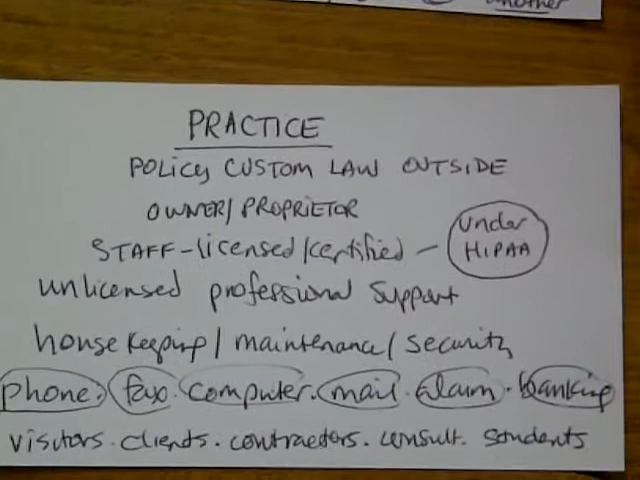 another
PRACTICE
POLICY CUSTOM LAW OUTSIDE
OWNER/PROPRIETOR
STAFF-licensed/certified - under HIPAA
unlicensed professional support
housekeeping/maintenance/security
phone. fax. computer. mail. alarm. banking
visitors. clients. contractors. consult. students